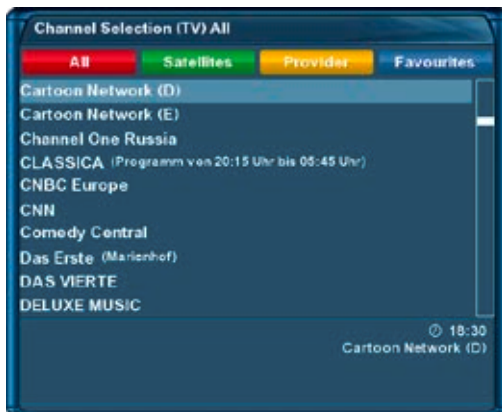 Channel Selection (TV) All
All Satellites Provider Favourites
Cartoon Network (D)
Cartoon Network (E)
Channel One Russia
CLASSICA (Programm von 20:15 Uhr bis 05:45 Uhr)
CNBC Europe
CNN
Comedy Central
Das Erste (Marienhof)
DAS VIERTE
DELUXE MUSIC
18:30
Cartoon Network (D)